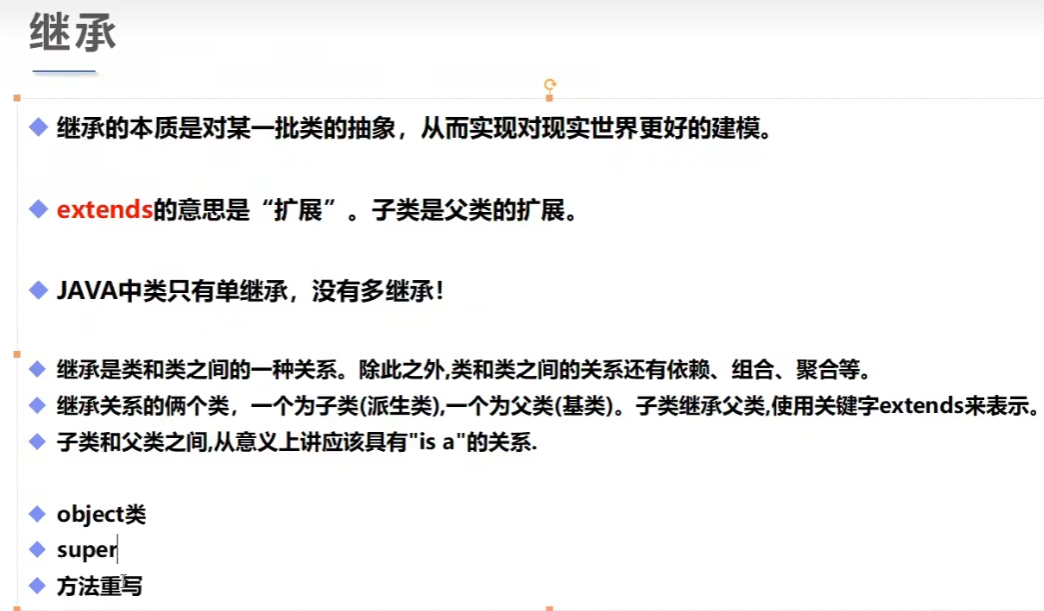 继承
继承的本质是对某一批类的抽象，从而实现对现实世界更好的建模。
extends的意思是“扩展”。子类是父类的扩展。
JAVA中类只有单继承，没有多继承！
继承是类和类之间的一种关系。除此之外,类和类之间的关系还有依赖、组合、聚合等。
继承关系的俩个类，一个为子类(派生类),一个为父类(基类)。子类继承父类,使用关键字extends来表示。
子类和父类之间,从意义上讲应该具有"is a"的关系.
object类
super
方法重写